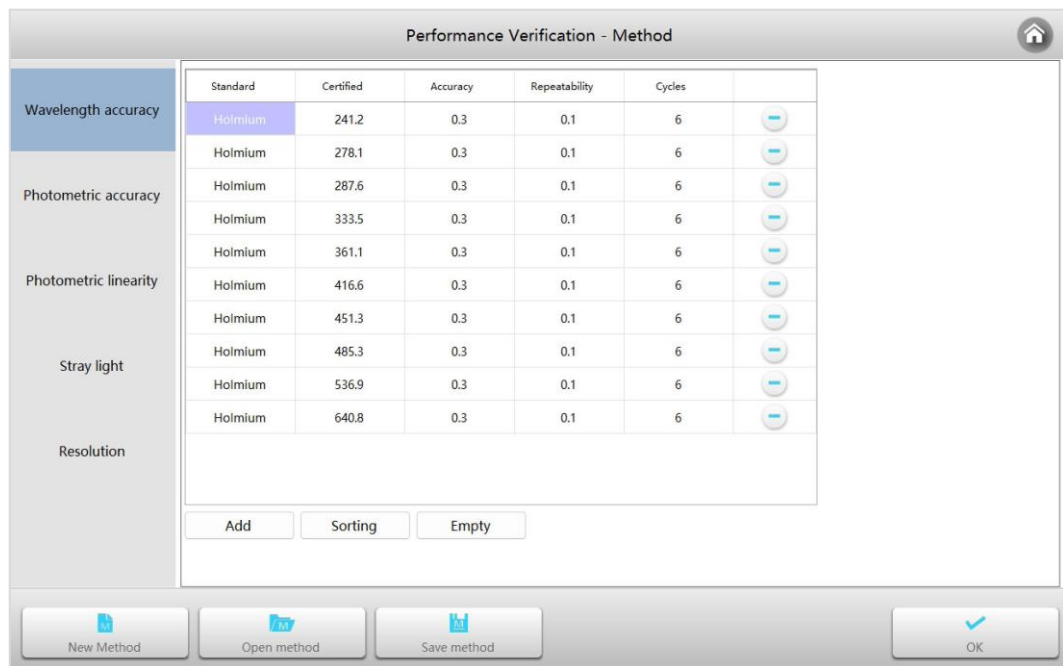 Performance Verification - Method
Wavelength accuracy
Photometric accuracy
Photometric linearity
Stray light
Resolution
Standard Certified Accuracy Repeatability Cycles
Holmium 241.2 0.3 0.1 6
Holmium 278.1 0.3 0.1 6
Holmium 287.6 0.3 0.1 6
Holmium 333.5 0.3 0.1 6
Holmium 361.1 0.3 0.1 6
Holmium 416.6 0.3 0.1 6
Holmium 451.3 0.3 0.1 6
Holmium 485.3 0.3 0.1 6
Holmium 536.9 0.3 0.1 6
Holmium 640.8 0.3 0.1 6
Add Sorting Empty
M M M
New Method Open method Save method OK